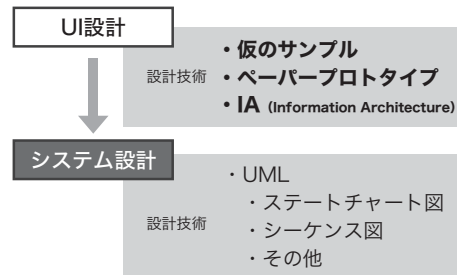 UI設計
・仮のサンプル
設計技術 ・ペーパープロトタイプ
・IA (Information Architecture)
システム設計
・UML
・ステートチャート図
設計技術 ・シーケンス図
・その他